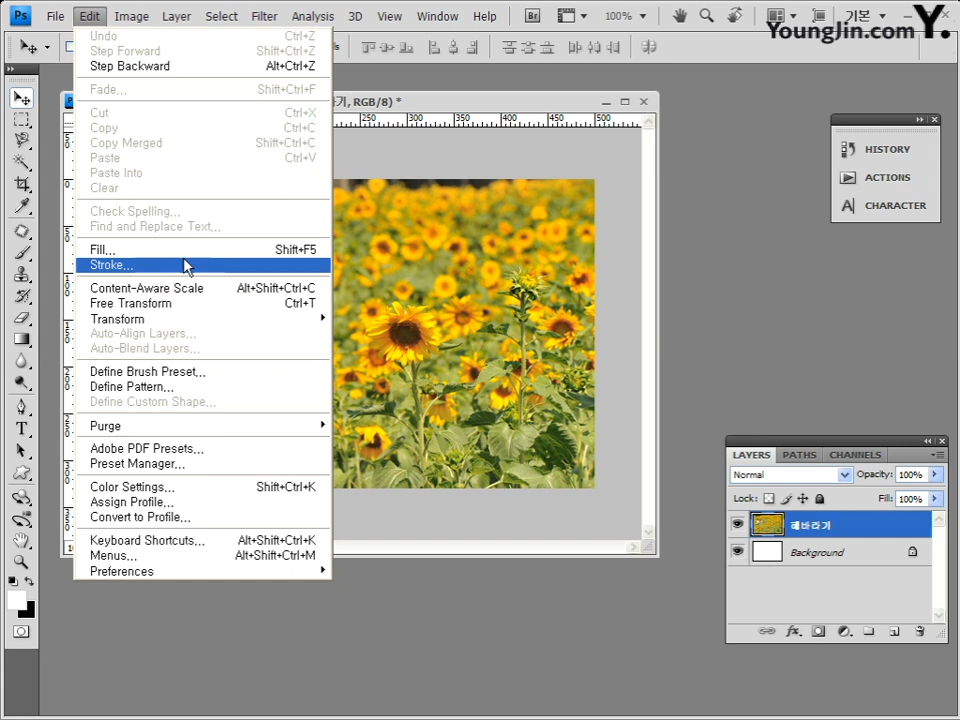 Ps File Edit Image Layer Select Filter Analysis 3D View Window Help Br 100% 기본
YoungJin.com Y.
Undo Ctrl+Z
Step Forward Shift+Ctrl+Z
Step Backward Alt+Ctrl+Z
Fade... Shift+Ctrl+F
Cut Ctrl+X
Copy Ctrl+C
Copy Merged Shift+Ctrl+C
Paste Ctrl+V
Paste Into
Clear
Check Spelling...
Find and Replace Text...
Fill... Shift+F5
Stroke...
Content-Aware Scale Alt+Shift+Ctrl+C
Free Transform Ctrl+T
Transform
Auto-Align Layers...
Auto-Blend Layers...
Define Brush Preset...
Define Pattern...
Define Custom Shape...
Purge
Adobe PDF Presets...
Preset Manager...
Color Settings... Shift+Ctrl+K
Assign Profile...
Convert to Profile...
Keyboard Shortcuts... Alt+Shift+Ctrl+K
Menus... Alt+Shift+Ctrl+M
Preferences
기, RGB/8) *
250 300 350 400 450 500
HISTORY
ACTIONS
CHARACTER
LAYERS PATHS CHANNELS
Normal Opacity: 100%
Lock: Fill: 100%
해바라기
Background